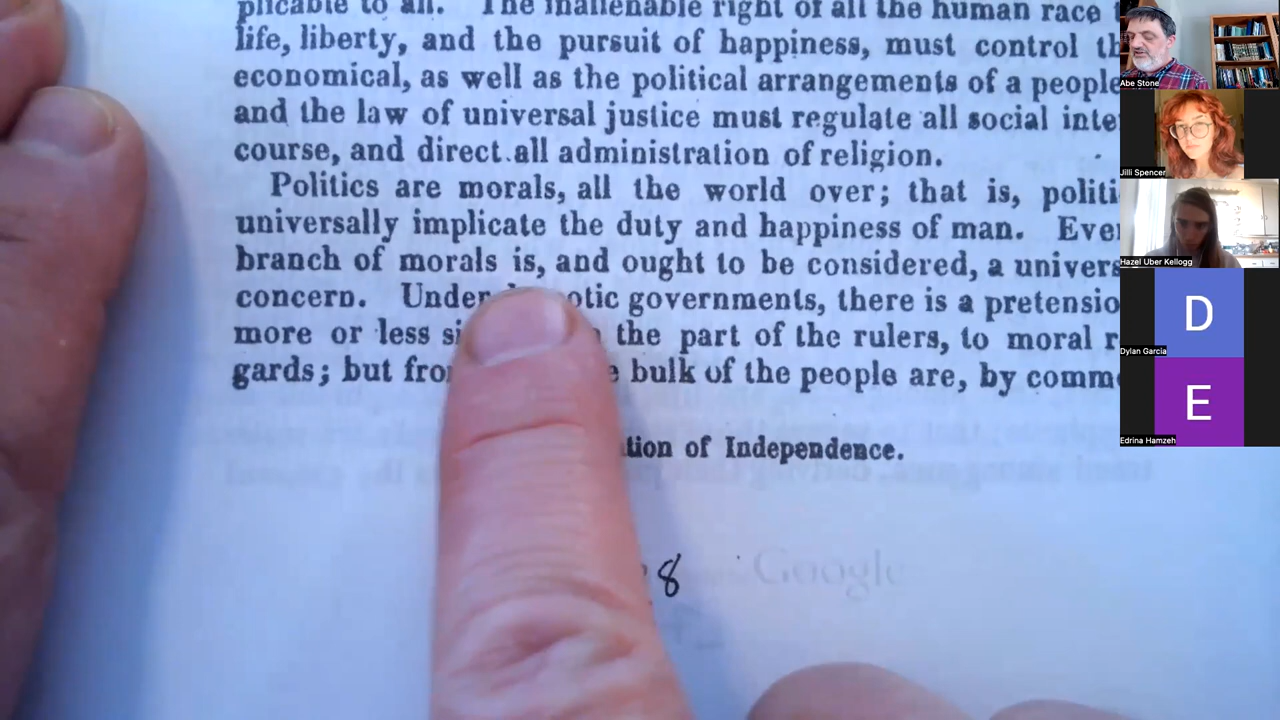 plicable to all. The inalienable right of all the human race
life, liberty, and the pursuit of happiness, must control th
economical, as well as the political arrangements of a people
and the law of universal justice must regulate all social inte
course, and direct all administration of religion.
Politics are morals, all the world over; that is, politi
universally implicate the duty and happiness of man. Ever
branch of morals is, and ought to be considered, a univers
concern. Under otic governments, there is a pretensio
more or less si the part of the rulers, to moral r
gards; but fro bulk of the people are, by comm
tion of Independence.
8
Google
Abe Stone
Jilli Spencer
Hazel Uber Kellogg
D
Dylan Garcia
E
Edrina Hamzeh